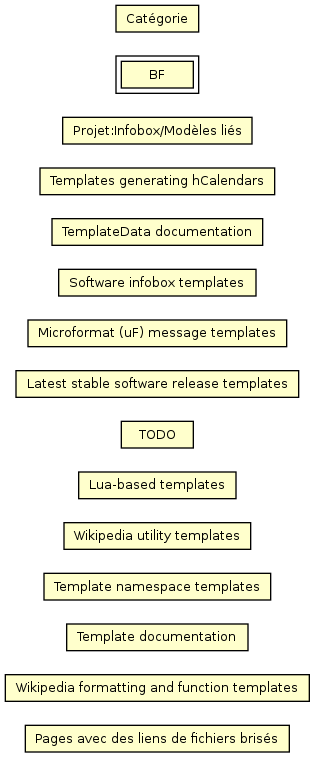 Catégorie
BF
Projet:Infobox/Modèles liés
Templates generating hCalendars
TemplateData documentation
Software infobox templates
Microformat (uF) message templates
Latest stable software release templates
TODO
Lua-based templates
Wikipedia utility templates
Template namespace templates
Template documentation
Wikipedia formatting and function templates
Pages avec des liens de fichiers brisés